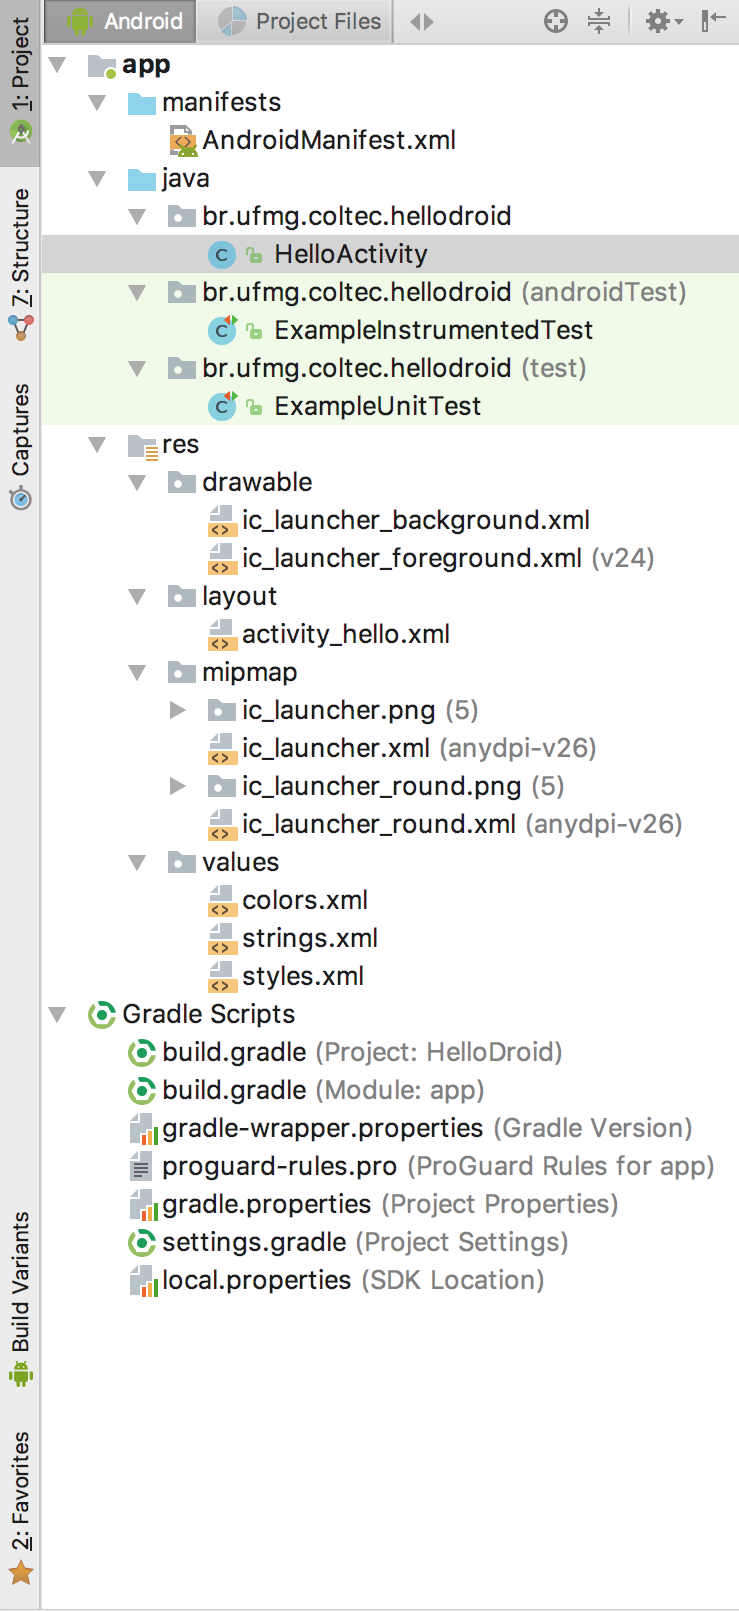 Android Project Files
1: Project
7: Structure
Captures
Build Variants
2: Favorites
app
manifests
AndroidManifest.xml
java
br.ufmg.coltec.hellodroid
HelloActivity
br.ufmg.coltec.hellodroid (androidTest)
ExampleInstrumentedTest
br.ufmg.coltec.hellodroid (test)
ExampleUnitTest
res
drawable
ic_launcher_background.xml
ic_launcher_foreground.xml (v24)
layout
activity_hello.xml
mipmap
ic_launcher.png (5)
ic_launcher.xml (anydpi-v26)
ic_launcher_round.png (5)
ic_launcher_round.xml (anydpi-v26)
values
colors.xml
strings.xml
styles.xml
Gradle Scripts
build.gradle (Project: HelloDroid)
build.gradle (Module: app)
gradle-wrapper.properties (Gradle Version)
proguard-rules.pro (ProGuard Rules for app)
gradle.properties (Project Properties)
settings.gradle (Project Settings)
local.properties (SDK Location)